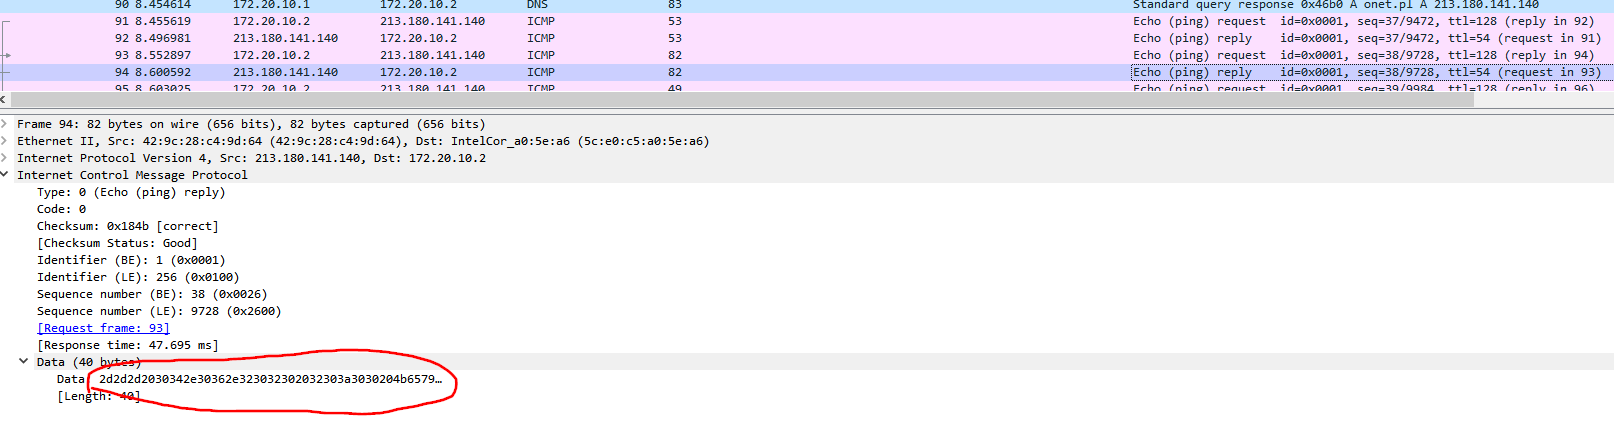 90 8.454614 172.20.10.1 172.20.10.2 DNS 83 Standard query response 0x46b0 A onet.pl A 213.180.141.140
91 8.455619 172.20.10.2 213.180.141.140 ICMP 53 Echo (ping) request id=0x0001, seq=37/9472, ttl=128 (reply in 92)
92 8.496981 213.180.141.140 172.20.10.2 ICMP 53 Echo (ping) reply id=0x0001, seq=37/9472, ttl=54 (request in 91)
93 8.552897 172.20.10.2 213.180.141.140 ICMP 82 Echo (ping) request id=0x0001, seq=38/9728, ttl=128 (reply in 94)
94 8.600592 213.180.141.140 172.20.10.2 ICMP 82 Echo (ping) reply id=0x0001, seq=38/9728, ttl=54 (request in 93)
95 8.603025 172.20.10.2 213.180.141.140 ICMP 49 Echo (ping) request id=0x0001, seq=39/9984, ttl=128 (reply in 96)
Frame 94: 82 bytes on wire (656 bits), 82 bytes captured (656 bits)
Ethernet II, Src: 42:9c:28:c4:9d:64 (42:9c:28:c4:9d:64), Dst: IntelCor_a0:5e:a6 (5c:e0:c5:a0:5e:a6)
Internet Protocol Version 4, Src: 213.180.141.140, Dst: 172.20.10.2
Internet Control Message Protocol
Type: 0 (Echo (ping) reply)
Code: 0
Checksum: 0x184b [correct]
[Checksum Status: Good]
Identifier (BE): 1 (0x0001)
Identifier (LE): 256 (0x0100)
Sequence number (BE): 38 (0x0026)
Sequence number (LE): 9728 (0x2600)
[Request frame: 93]
[Response time: 47.695 ms]
Data (40 bytes)
Data: 2d2d2d2030342e30362e323032302032303a3030204b6579…
[Length: 40]